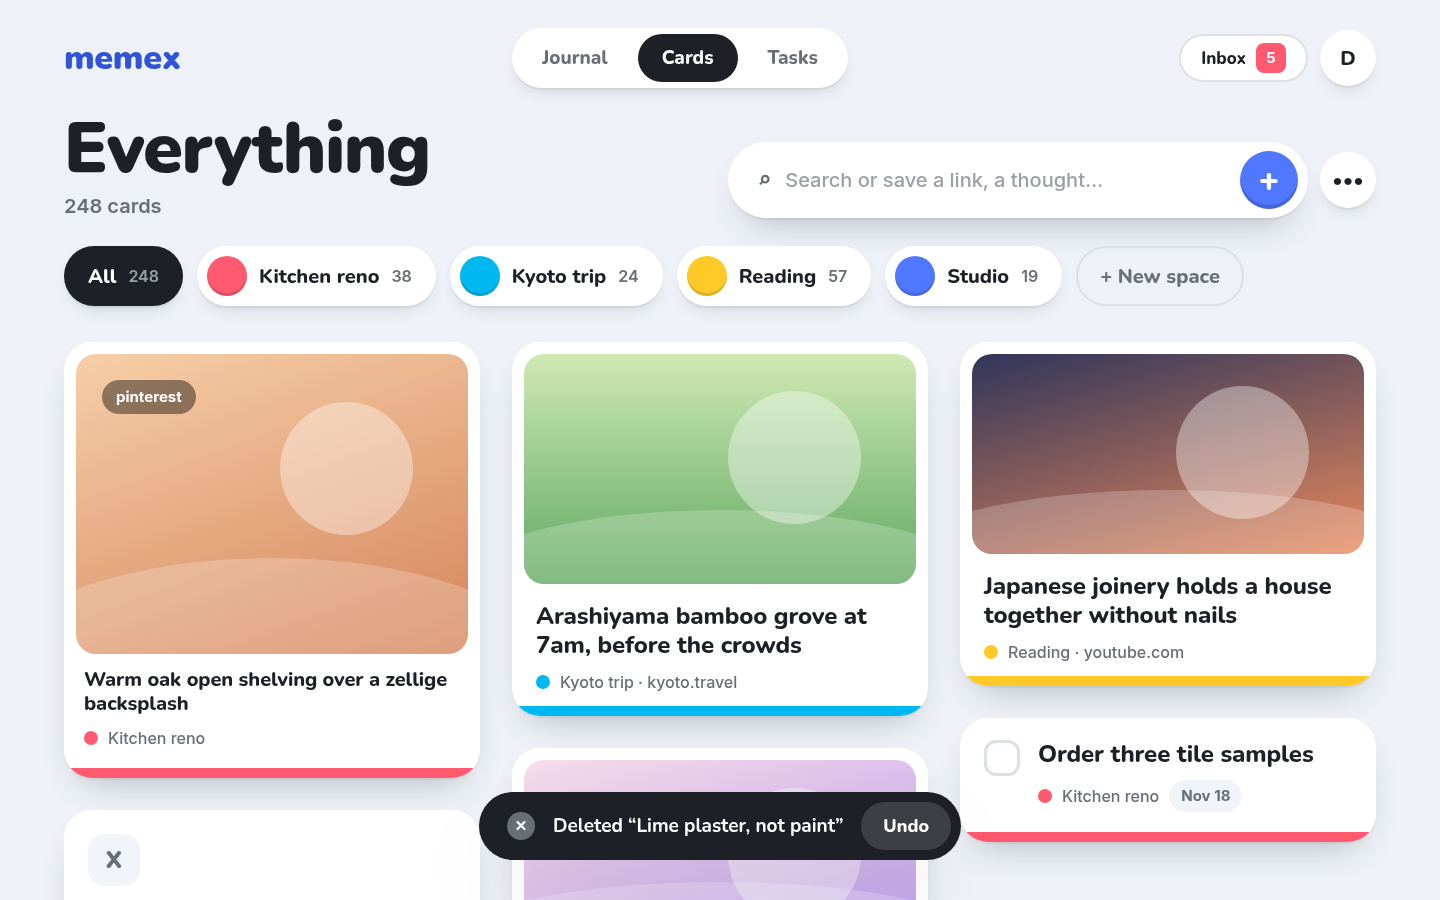 memex
Journal
Cards
Tasks
Inbox 5
D
Everything
248 cards
Search or save a link, a thought...
+
•••
All 248
Kitchen reno 38
Kyoto trip 24
Reading 57
Studio 19
+ New space
pinterest
Warm oak open shelving over a zellige
backsplash
Kitchen reno
Arashiyama bamboo grove at
7am, before the crowds
Kyoto trip · kyoto.travel
Japanese joinery holds a house
together without nails
Reading · youtube.com
Order three tile samples
Kitchen reno Nov 18
X
Deleted “Lime plaster, not paint” Undo